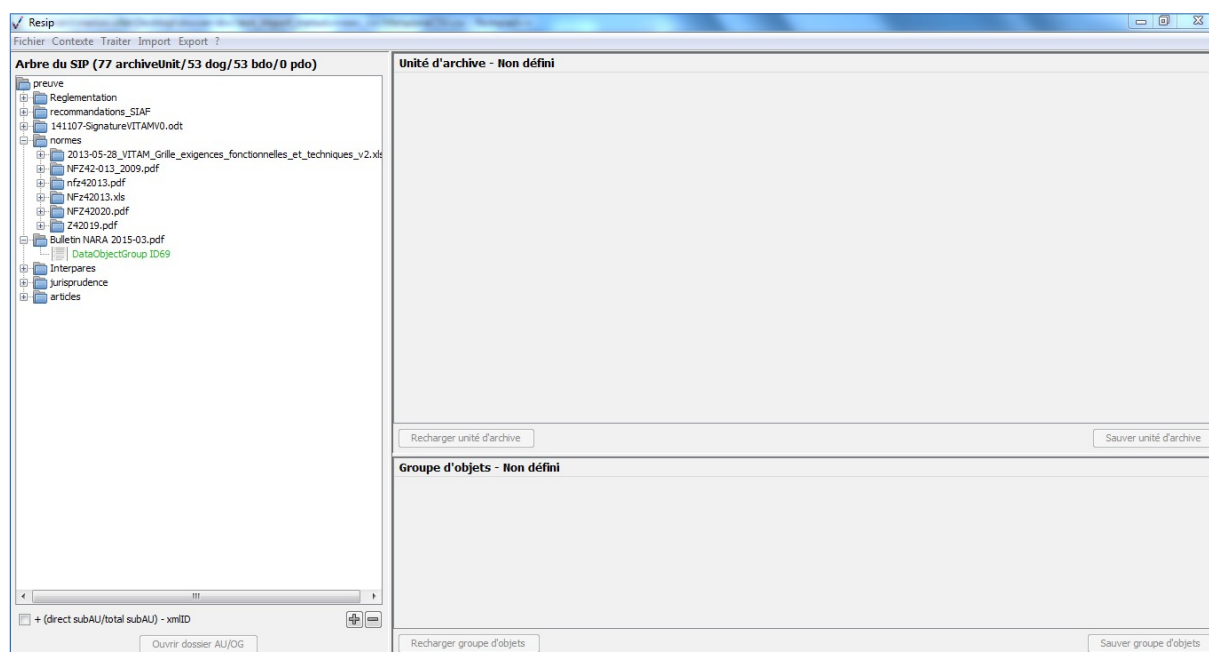 Resip
Fichier Contexte Traiter Import Export ?
Arbre du SIP (77 archiveUnit/53 dog/53 bdo/0 pdo)
preuve
Reglementation
recommandations_SIAF
141107-SignatureVITAMV0.odt
normes
2013-05-28_VITAM_Grille_exigences_fonctionnelles_et_techniques_v2.xls
NFZ42-013_2009.pdf
nfz42013.pdf
NFz42013.xls
NFZ42020.pdf
Z42019.pdf
Bulletin NARA 2015-03.pdf
DataObjectGroup ID69
Interpares
jurisprudence
articles
+ (direct subAU/total subAU) - xmlID
Ouvrir dossier AU/OG
Unité d'archive - Non défini
Recharger unité d'archive
Sauver unité d'archive
Groupe d'objets - Non défini
Recharger groupe d'objets
Sauver groupe d'objets